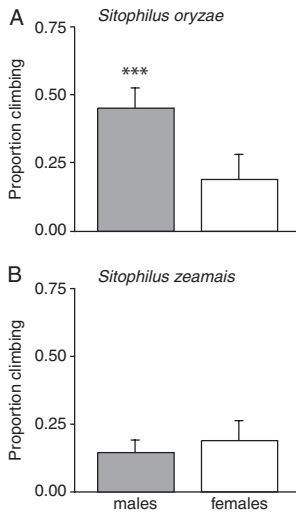 A
Sitophilus oryzae
0.75
***
0.50
0.25
0.00
Proportion climbing
B
Sitophilus zeamais
0.75
0.50
0.25
0.00
Proportion climbing
males females